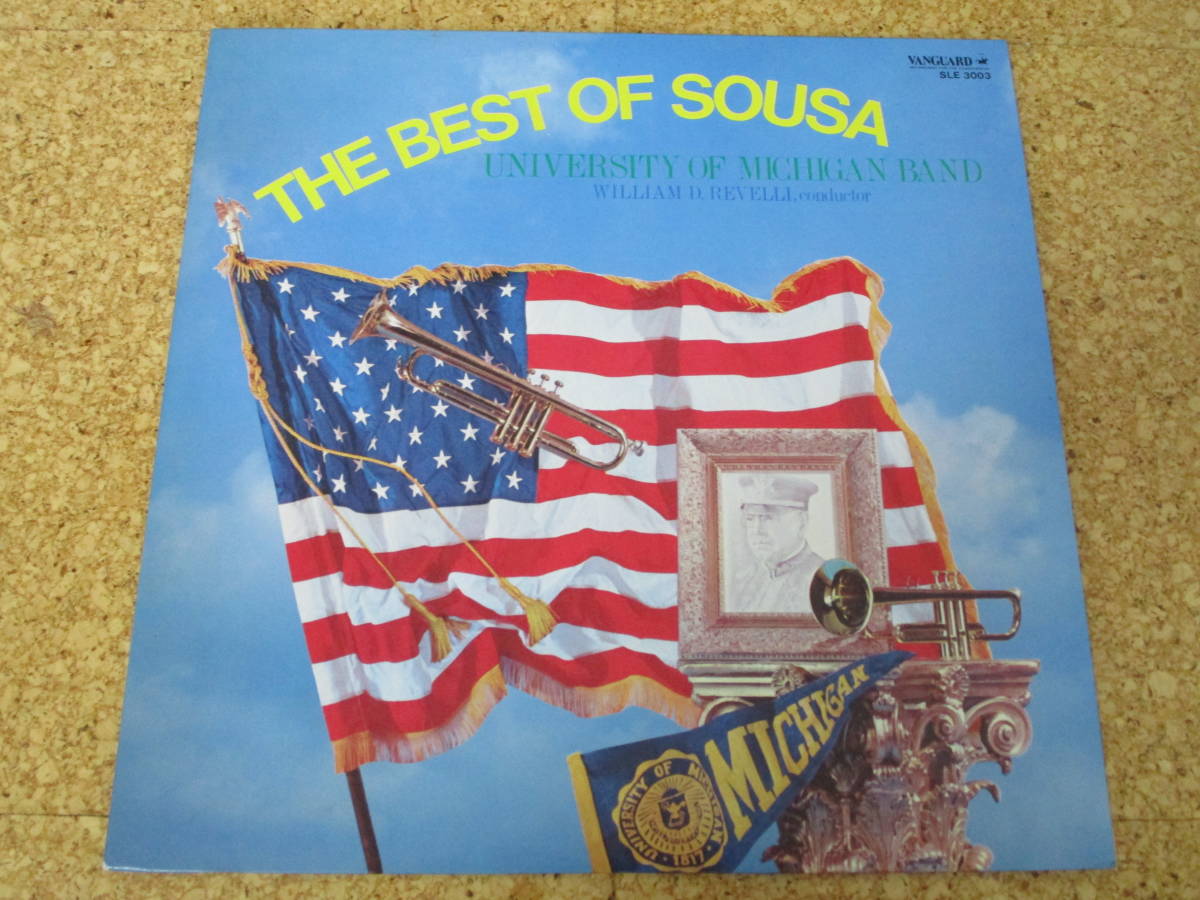 VANGUARD
SLE 3003
THE BEST OF SOUSA
UNIVERSITY OF MICHIGAN BAND
WILLIAM D. REVELLI, conductor
MICHIGAN
UNIVERSITY OF MICHIGAN
· 1817 ·